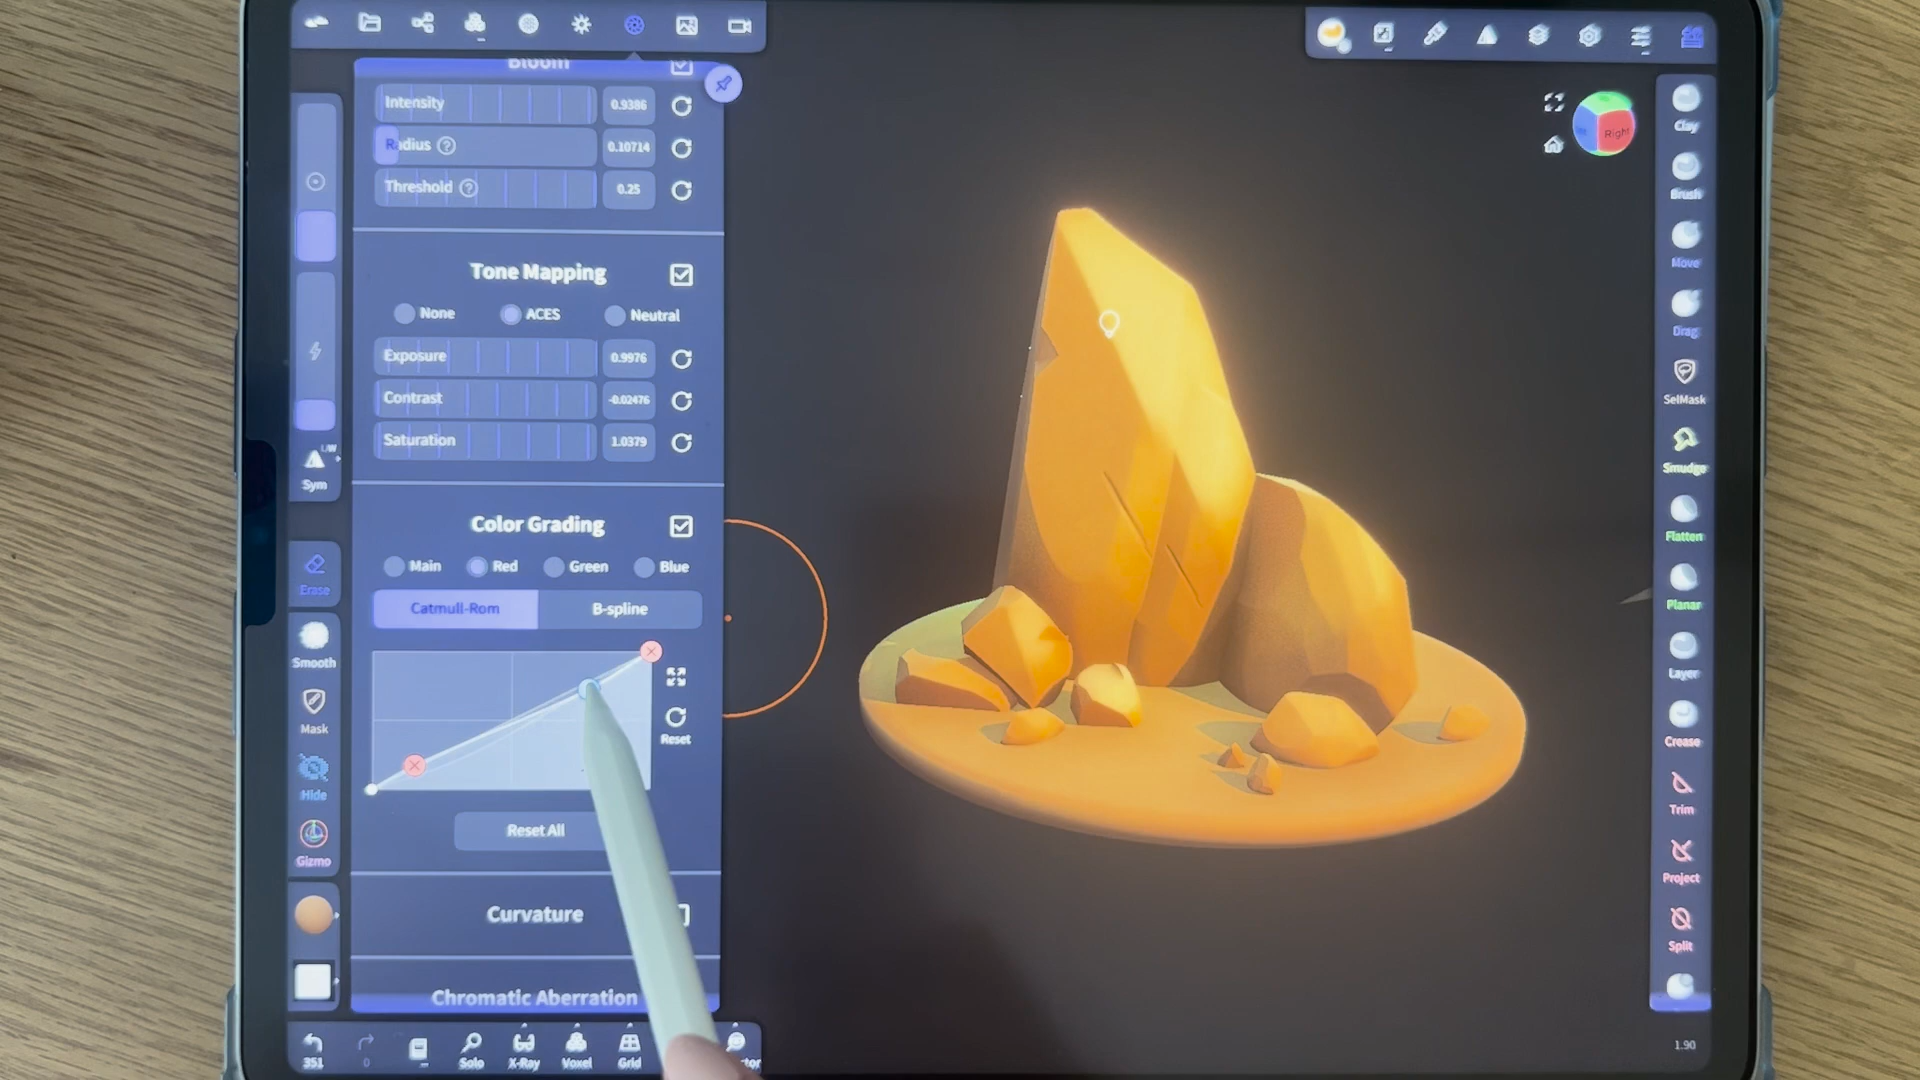 Bloom
Intensity 0.9386
Radius ? 0.10714
Threshold ? 0.25
Tone Mapping
None ACES Neutral
Exposure 0.9976
Contrast -0.02476
Saturation 1.0379
Color Grading
Main Red Green Blue
Catmull-Rom B-spline
Reset
Reset All
Curvature
Chromatic Aberration
Sym
Erase
Smooth
Mask
Hide
Gizmo
351 0 Solo X-Ray Voxel Grid
Right
Clay
Brush
Move
Drag
SelMask
Smudge
Flatten
Planar
Layer
Crease
Trim
Project
Split
1.90